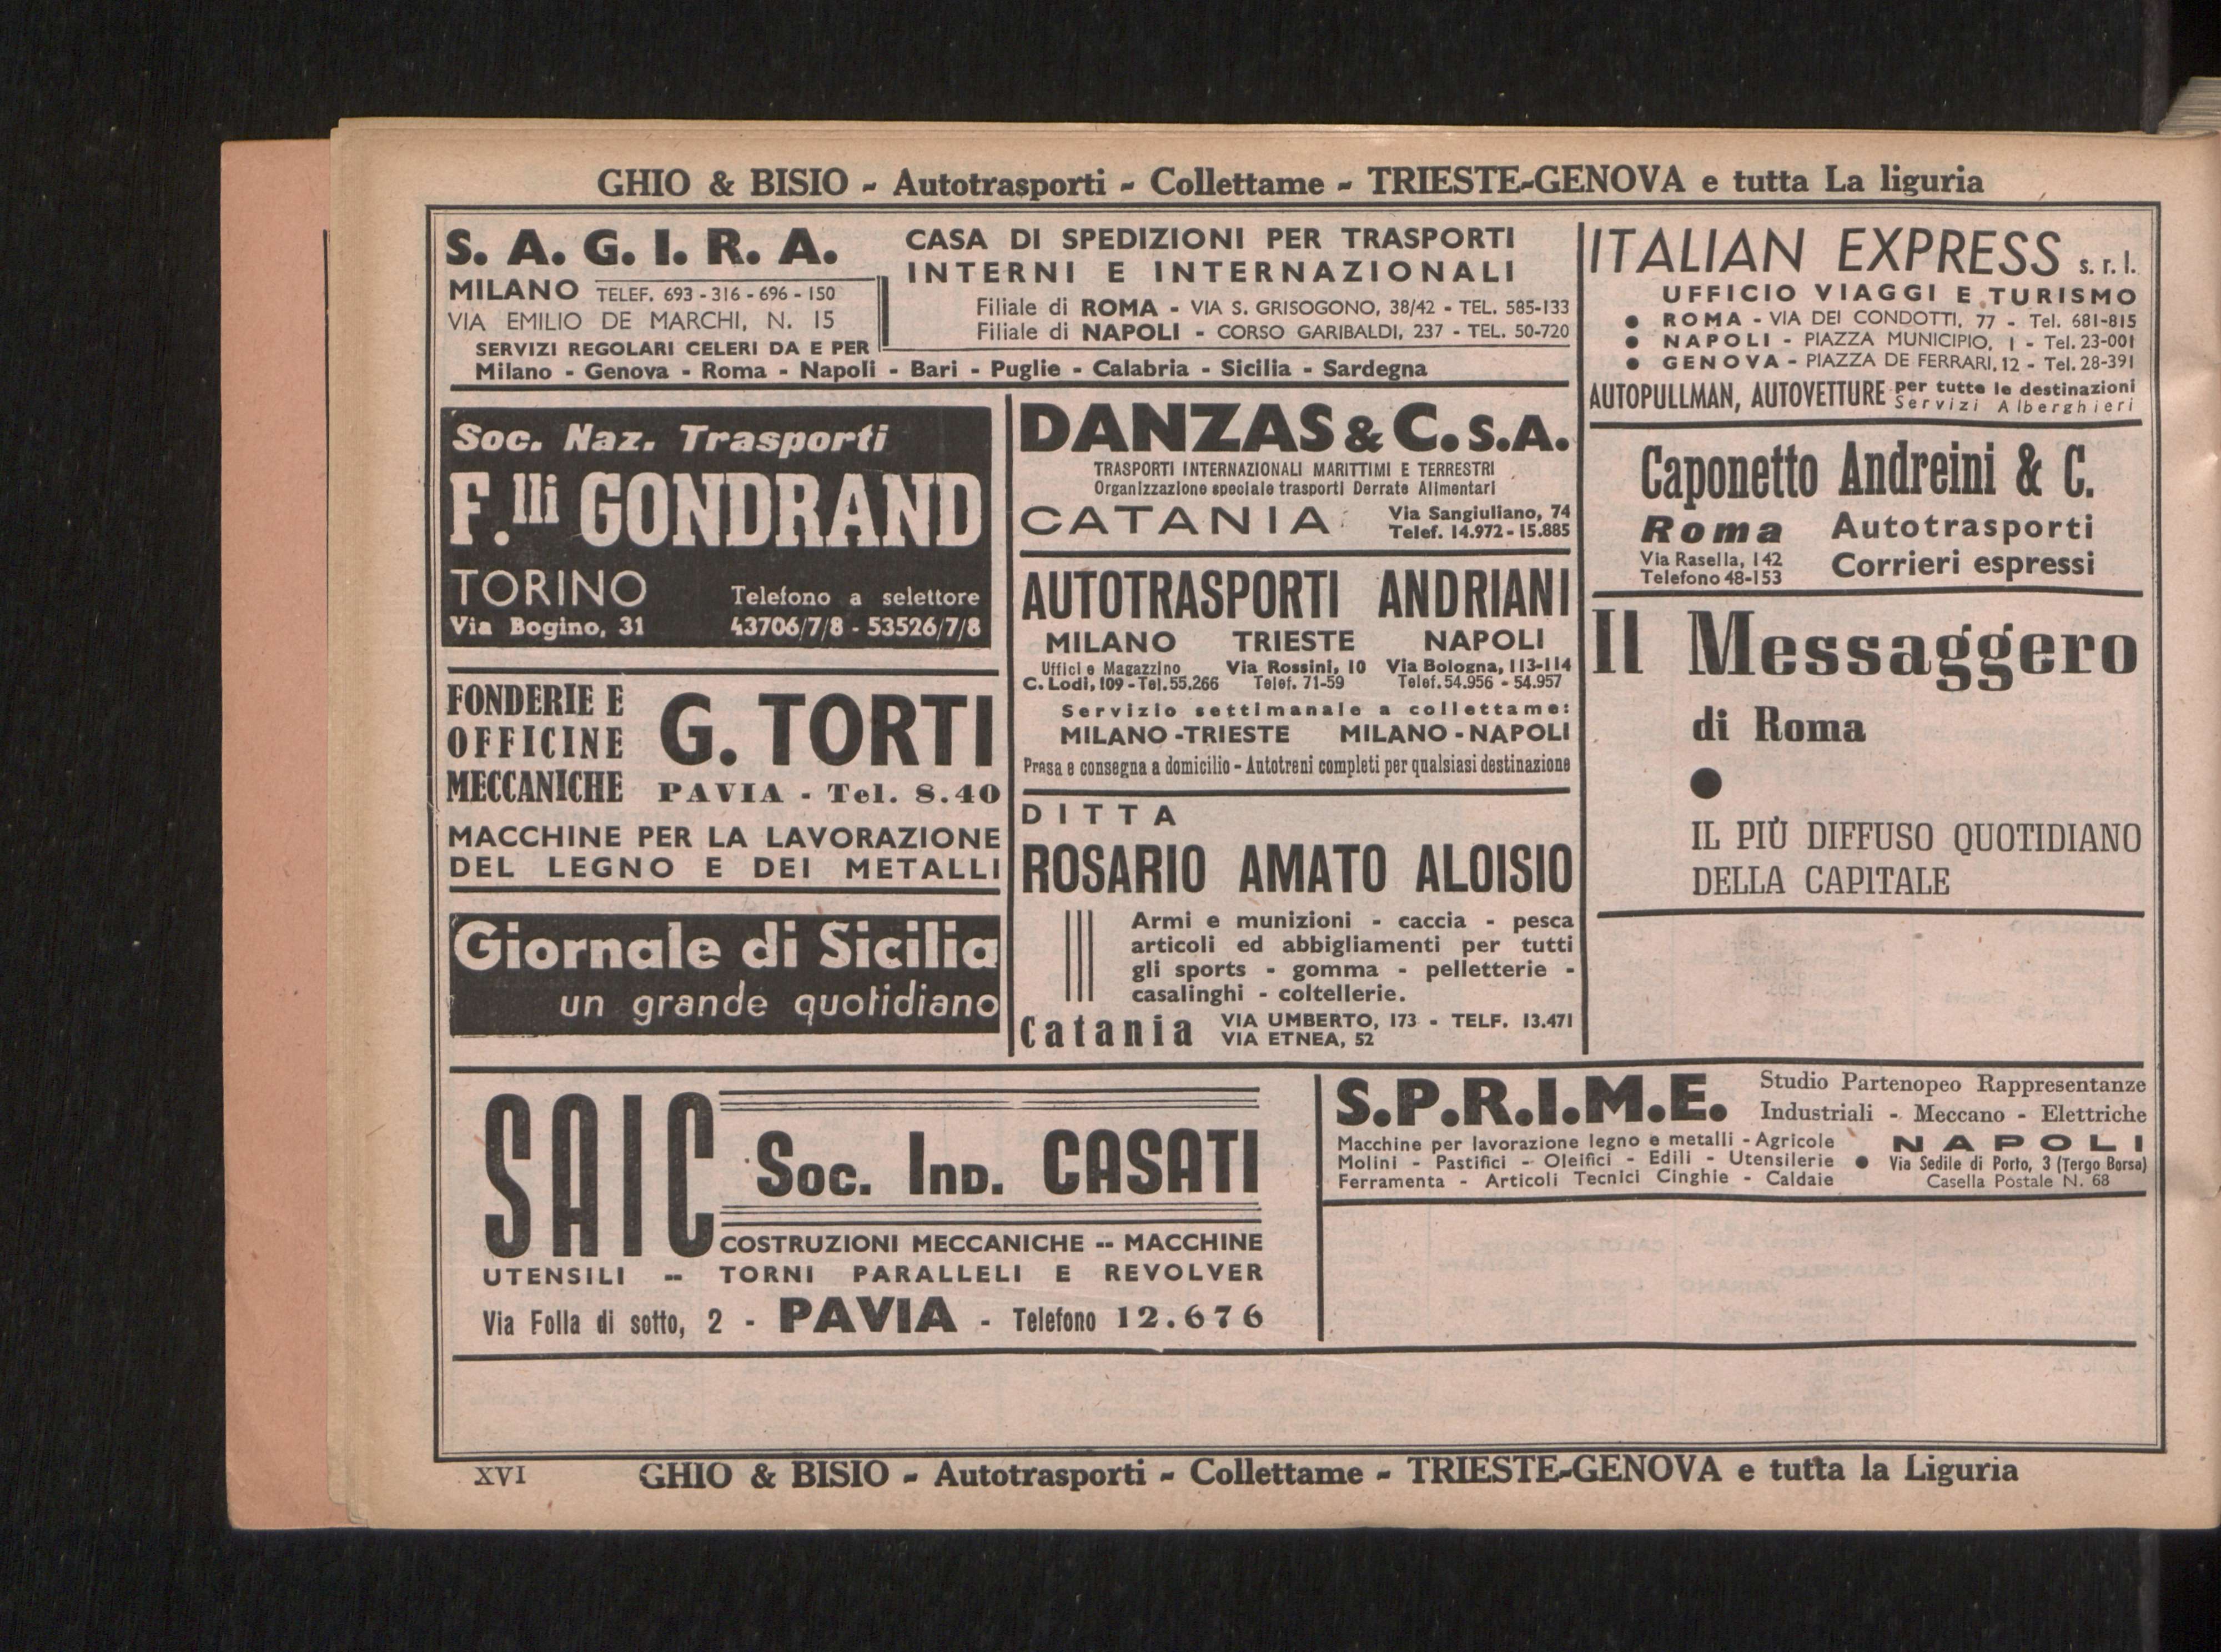 GHIO & BISIO - Autotrasporti - Collettame - TRIESTE-GENOVA e tutta La liguria
S. A. G. I. R. A.
MILANO TELEF. 693 - 316 - 696 - 150
VIA EMILIO DE MARCHI, N. 15
CASA DI SPEDIZIONI PER TRASPORTI
INTERNI E INTERNAZIONALI
Filiale di ROMA - VIA S. GRISOGONO, 38/42 - TEL. 585-133
Filiale di NAPOLI - CORSO GARIBALDI, 237 - TEL. 50-720
SERVIZI REGOLARI CELERI DA E PER
Milano - Genova - Roma - Napoli - Bari - Puglie - Calabria - Sicilia - Sardegna
Soc. Naz. Trasporti
F.lli GONDRAND
TORINO
Via Bogino, 31
Telefono a selettore
43706/7/8 - 53526/7/8
FONDERIE E
OFFICINE
MECCANICHE
G. TORTI
PAVIA - Tel. 8.40
MACCHINE PER LA LAVORAZIONE
DEL LEGNO E DEI METALLI
Giornale di Sicilia
un grande quotidiano
DANZAS & C. S.A.
TRASPORTI INTERNAZIONALI MARITTIMI E TERRESTRI
Organizzazione speciale trasporti Derrate Alimentari
CATANIA
Via Sangiuliano, 74
Telef. 14.972 - 15.885
AUTOTRASPORTI ANDRIANI
MILANO TRIESTE NAPOLI
Uffici e Magazzino Via Rossini, 10 Via Bologna, 113-114
C. Lodi, 109 - Tel. 55.266 Telef. 71-59 Telef. 54.956 - 54.957
Servizio settimanale a collettame:
MILANO - TRIESTE MILANO - NAPOLI
Presa e consegna a domicilio - Autotreni completi per qualsiasi destinazione
DITTA
ROSARIO AMATO ALOISIO
Armi e munizioni - caccia - pesca
articoli ed abbigliamenti per tutti
gli sports - gomma - pelletterie -
casalinghi - coltellerie.
Catania
VIA UMBERTO, 173 - TELF. 13.471
VIA ETNEA, 52
ITALIAN EXPRESS s. r. l.
UFFICIO VIAGGI E TURISMO
● ROMA - VIA DEI CONDOTTI, 77 - Tel. 681-815
● NAPOLI - PIAZZA MUNICIPIO, 1 - Tel. 23-001
● GENOVA - PIAZZA DE FERRARI, 12 - Tel. 28-391
AUTOPULLMAN, AUTOVETTURE per tutte le destinazioni
Servizi Alberghieri
Caponetto Andreini & C.
Roma
Via Rasella, 142
Telefono 48-153
Autotrasporti
Corrieri espressi
Il Messaggero
di Roma
●
IL PIÙ DIFFUSO QUOTIDIANO
DELLA CAPITALE
SAIC
Soc. Ind. CASATI
COSTRUZIONI MECCANICHE -- MACCHINE
UTENSILI -- TORNI PARALLELI E REVOLVER
Via Folla di sotto, 2 - PAVIA - Telefono 12.676
S.P.R.I.M.E.
Studio Partenopeo Rappresentanze
Industriali - Meccano - Elettriche
Macchine per lavorazione legno e metalli - Agricole
Molini - Pastifici - Oleifici - Edili - Utensilerie ●
Ferramenta - Articoli Tecnici Cinghie - Caldaie
NAPOLI
Via Sedile di Porto, 3 (Tergo Borsa)
Casella Postale N. 68
XVI
GHIO & BISIO - Autotrasporti - Collettame - TRIESTE-GENOVA e tutta la Liguria